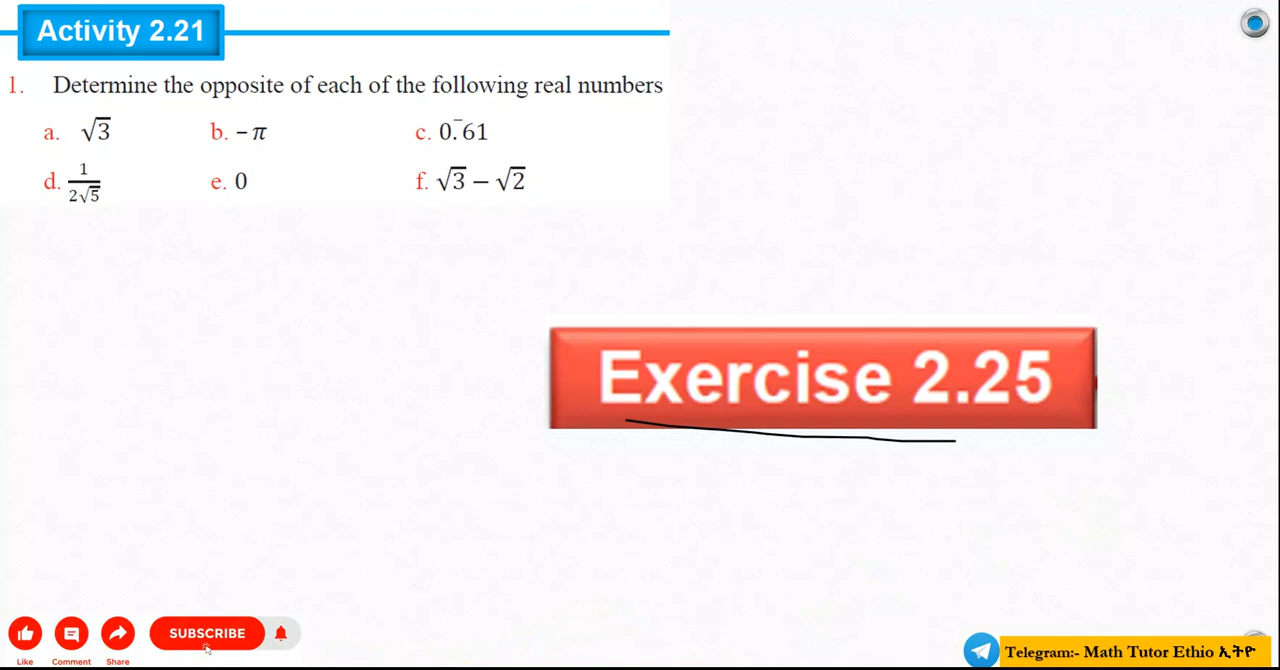 Activity 2.21
1. Determine the opposite of each of the following real numbers
a. √3 b. −π c. 0.̅61
d. 1/(2√5) e. 0 f. √3 − √2
Exercise 2.25
SUBSCRIBE
Like Comment Share
Telegram:- Math Tutor Ethio ኢትዮ